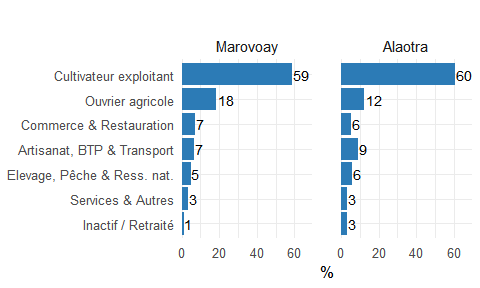 Marovoay Alaotra
Cultivateur exploitant 59 60
Ouvrier agricole 18 12
Commerce & Restauration 7 6
Artisanat, BTP & Transport 7 9
Elevage, Pêche & Ress. nat. 5 6
Services & Autres 3 3
Inactif / Retraité 1 3
0 20 40 60 0 20 40 60
%